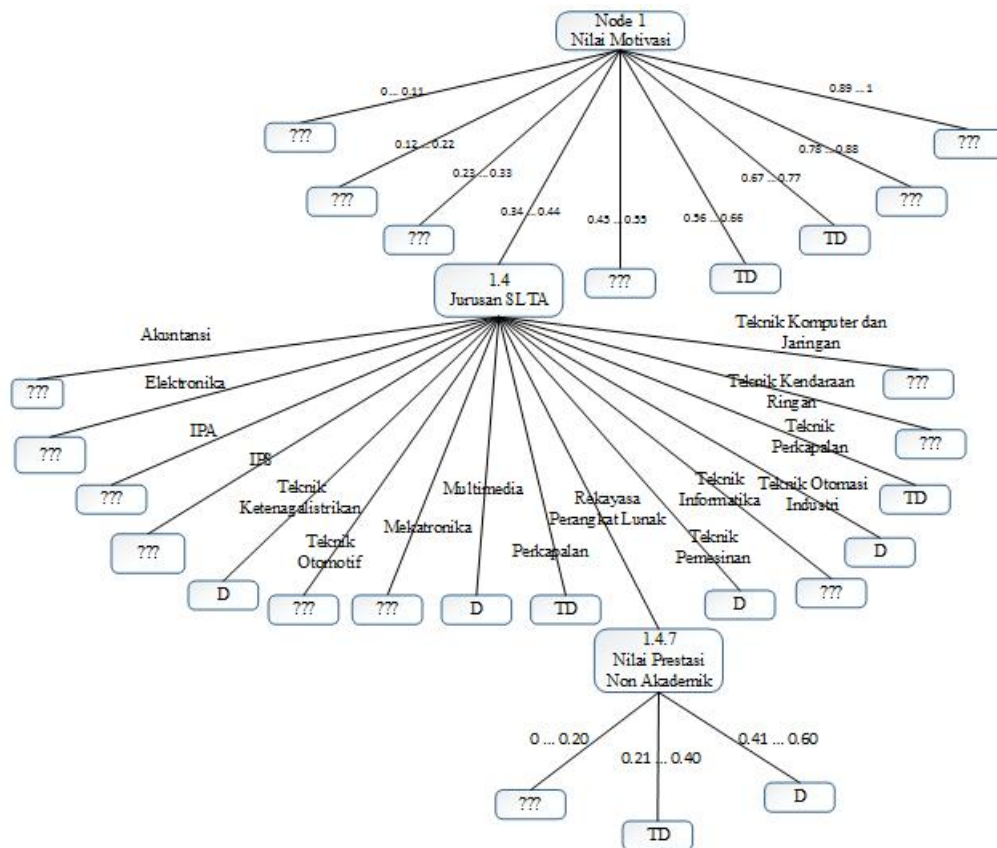 Node 1
Nilai Motivasi
0 ... 0.11
0.12 ... 0.22
0.23 ... 0.33
0.34 ... 0.44
0.45 ... 0.55
0.56 ... 0.66
0.67 ... 0.77
0.78 ... 0.88
0.89 ... 1
???
???
???
???
TD
TD
???
???
1.4
Jurusan SLTA
Akuntansi
Elektronika
IPA
IPS
Teknik
Ketenagalistrikan
Teknik
Otomotif
Mekatronika
Multimedia
Perkapalan
Rekayasa
Perangkat Lunak
Teknik
Pemesinan
Teknik
Informatika
Teknik Otomasi
Industri
Teknik
Perkapalan
Teknik Kendaraan
Ringan
Teknik Komputer dan
Jaringan
???
???
???
???
D
???
???
D
TD
D
???
D
TD
???
???
1.4.7
Nilai Prestasi
Non Akademik
0 ... 0.20
0.21 ... 0.40
0.41 ... 0.60
???
TD
D